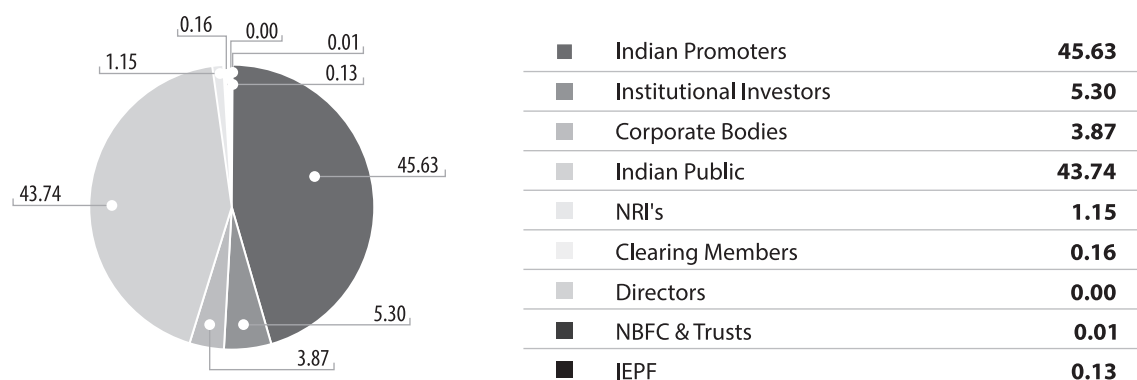 0.16
0.00
0.01
1.15
0.13
45.63
43.74
5.30
3.87
Indian Promoters 45.63
Institutional Investors 5.30
Corporate Bodies 3.87
Indian Public 43.74
NRI's 1.15
Clearing Members 0.16
Directors 0.00
NBFC & Trusts 0.01
IEPF 0.13